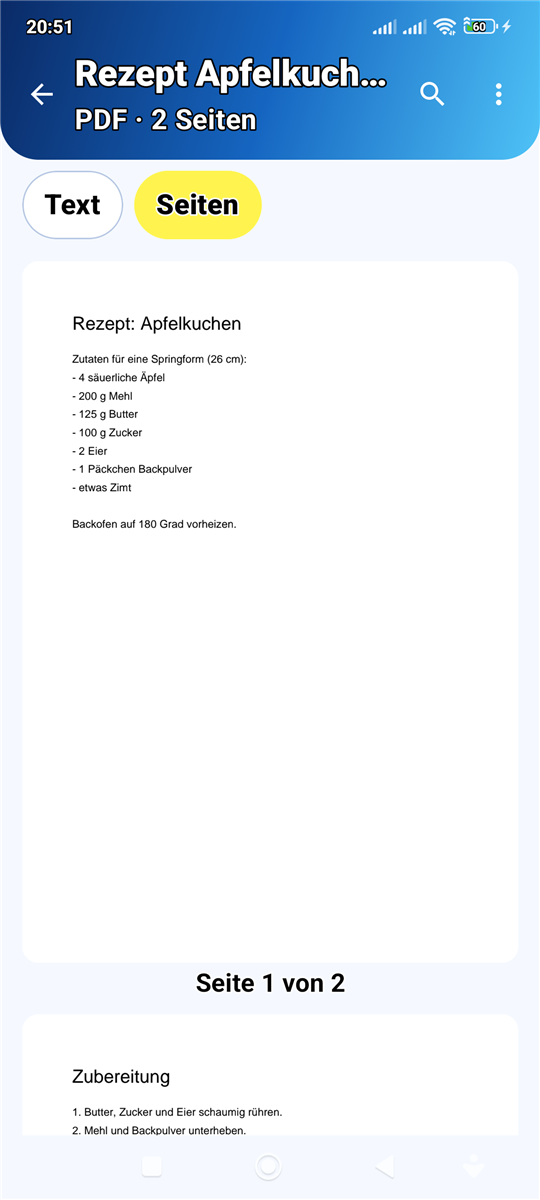 20:51
60
Rezept Apfelkuch...
PDF · 2 Seiten
Text
Seiten
Rezept: Apfelkuchen
Zutaten für eine Springform (26 cm):
- 4 säuerliche Äpfel
- 200 g Mehl
- 125 g Butter
- 100 g Zucker
- 2 Eier
- 1 Päckchen Backpulver
- etwas Zimt
Backofen auf 180 Grad vorheizen.
Seite 1 von 2
Zubereitung
1. Butter, Zucker und Eier schaumig rühren.
2. Mehl und Backpulver unterheben.